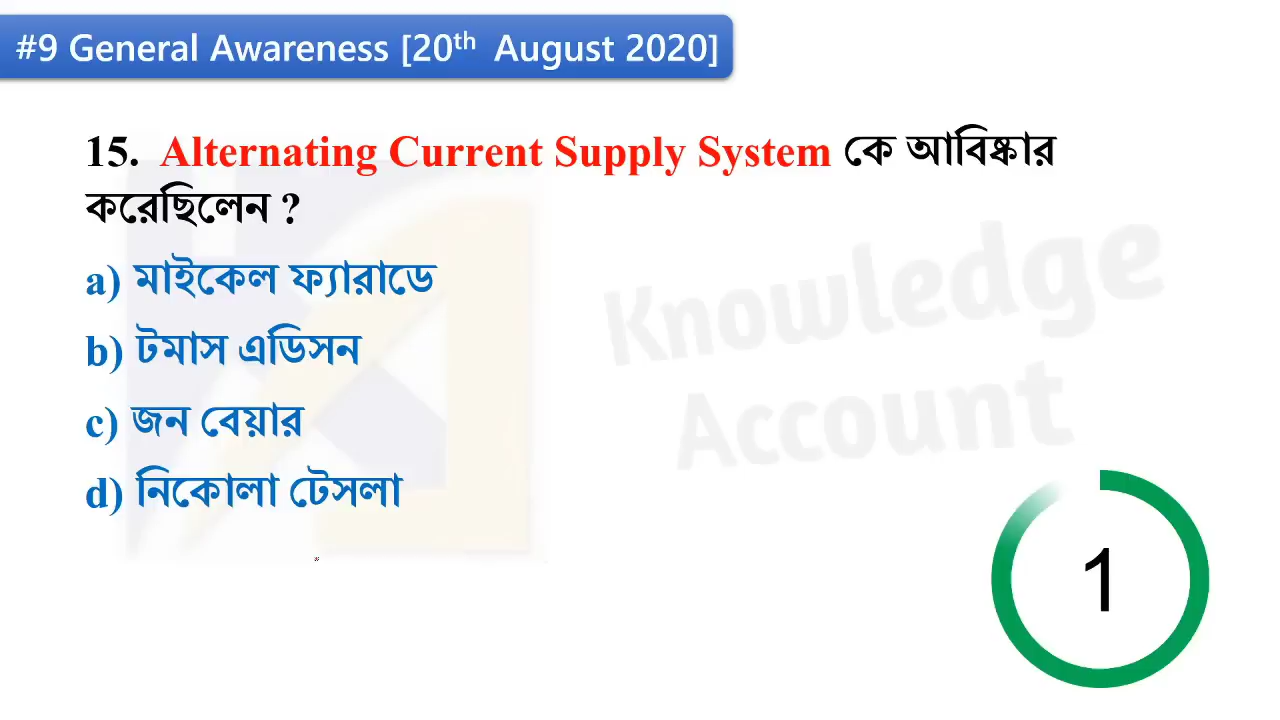 #9 General Awareness [20th August 2020]
15. Alternating Current Supply System কে আবিষ্কার
করেছিলেন ?
a) মাইকেল ফ্যারাডে
b) টমাস এডিসন
c) জন বেয়ার
d) নিকোলা টেসলা
Knowledge
Account
1